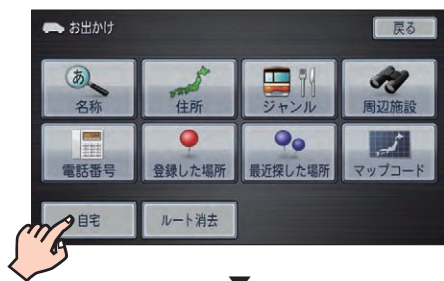 お出かけ
戻る
あ
名称
住所
ジャンル
周辺施設
電話番号
登録した場所
最近探した場所
マップコード
自宅
ルート消去